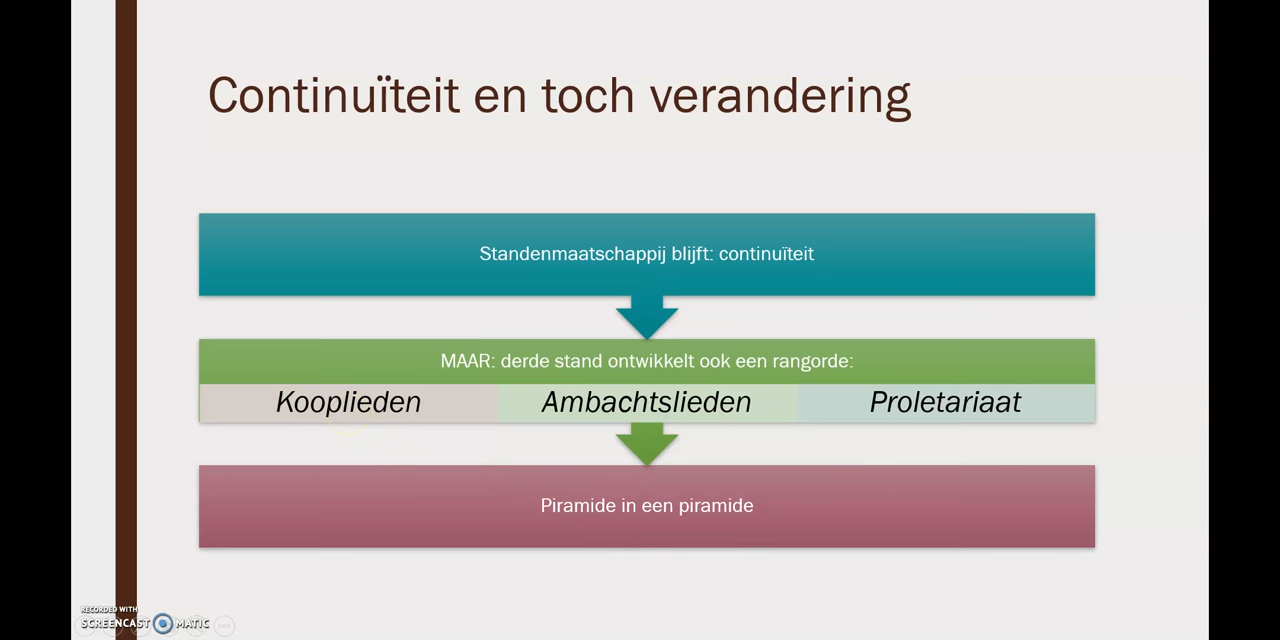 Continuïteit en toch verandering
Standenmaatschappij blijft: continuïteit
MAAR: derde stand ontwikkelt ook een rangorde:
Kooplieden Ambachtslieden Proletariaat
Piramide in een piramide
RECORDED WITH
SCREENCAST MATIC